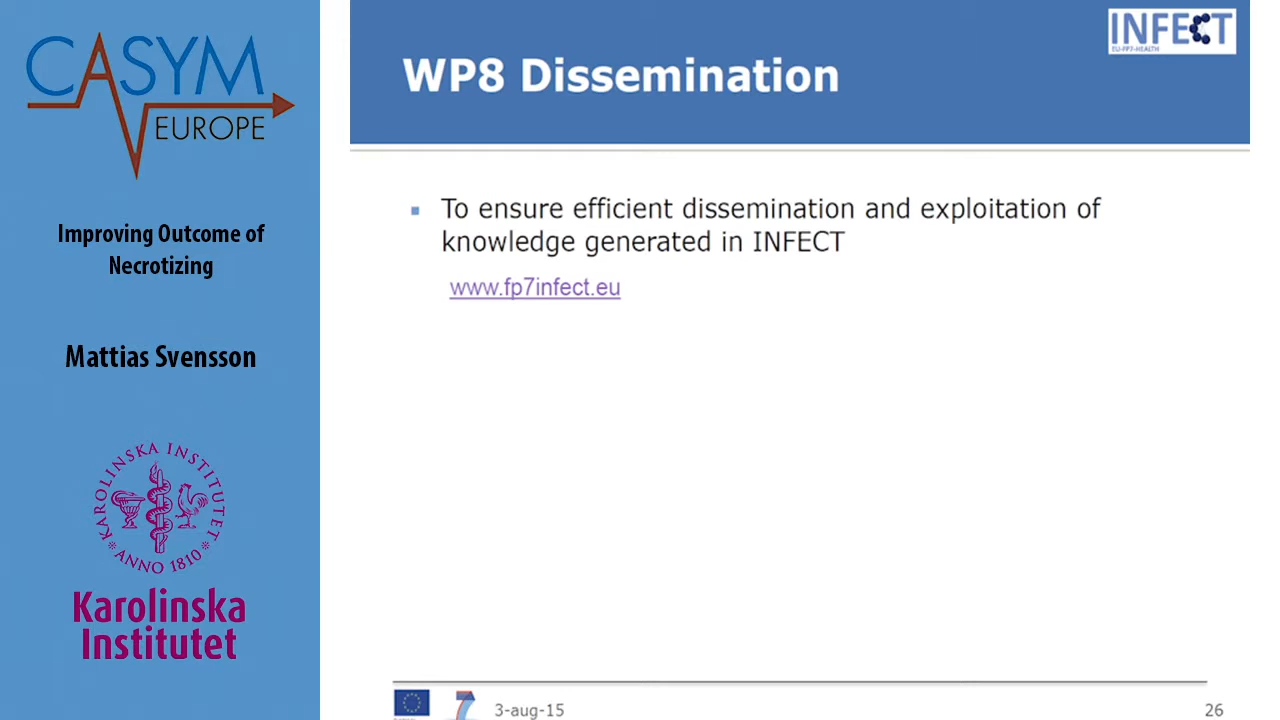 CASYM
EUROPE
Improving Outcome of
Necrotizing
Mattias Svensson
KAROLINSKA INSTITUTET
ANNO 1810
Karolinska
Institutet
INFECT
EU-FP7-HEALTH
WP8 Dissemination
To ensure efficient dissemination and exploitation of
knowledge generated in INFECT
www.fp7infect.eu
7
3-aug-15
26